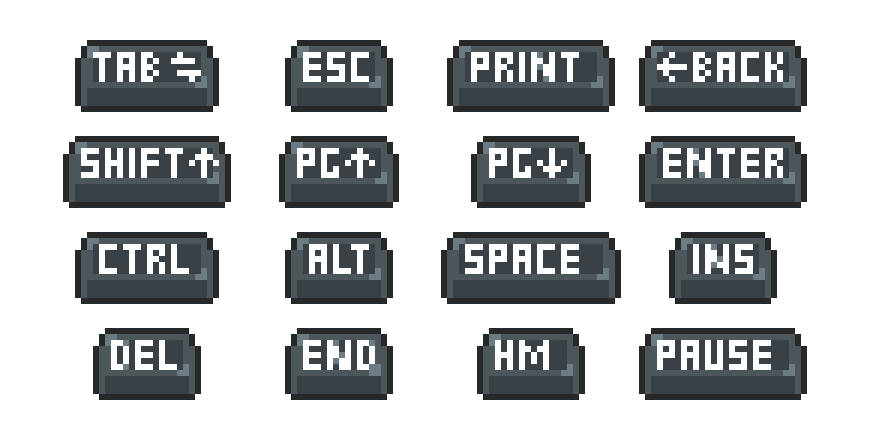 TAB ⇆ ESC PRINT ←BACK
SHIFT↑ PG↑ PG↓ ENTER
CTRL ALT SPACE INS
DEL END HM PAUSE